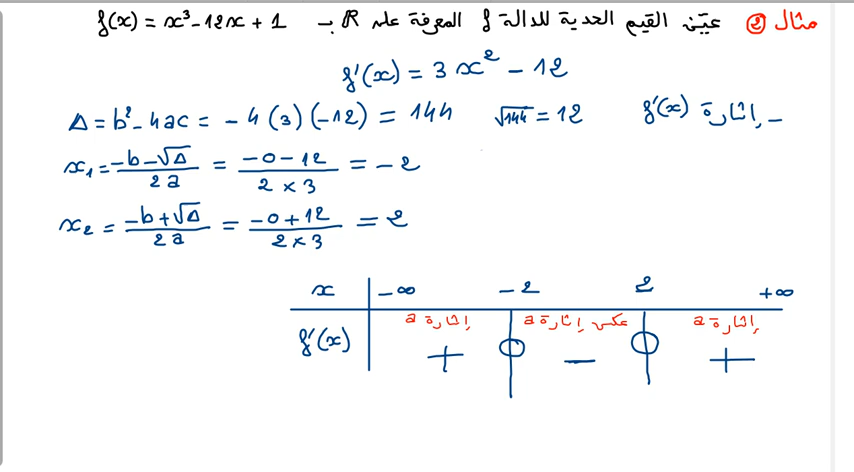 مثال ② عيّن القيم الحدية للدالة f المعرفة على ℝ بـ f(x) = x³ - 12x + 1
f'(x) = 3x² - 12
Δ = b² - 4ac = - 4 (3) (-12) = 144    √144 = 12    - إشارة f'(x)
x₁ = (-b - √Δ) / 2a = (-0 - 12) / (2 × 3) = - 2
x₂ = (-b + √Δ) / 2a = (-0 + 12) / (2 × 3) = 2
x    -∞    -2    2    +∞
إشارة a    عكس إشارة a    إشارة a
f'(x)    +    0    -    0    +